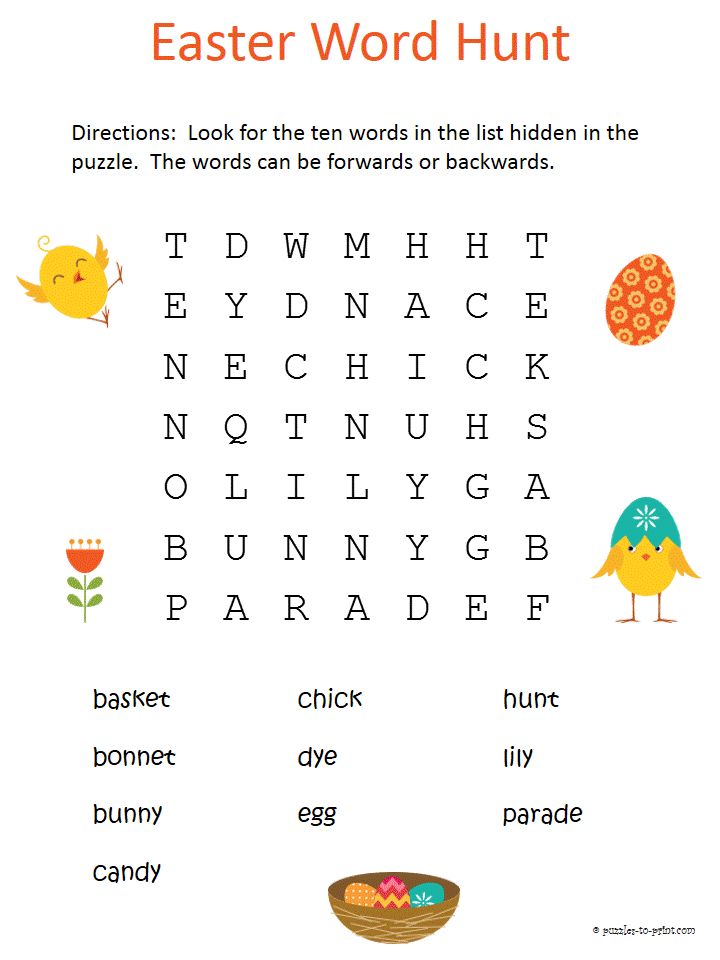 Easter Word Hunt
Directions:  Look for the ten words in the list hidden in the
puzzle.  The words can be forwards or backwards.
T D W M H H T
E Y D N A C E
N E C H I C K
N Q T N U H S
O L I L Y G A
B U N N Y G B
P A R A D E F
basket chick hunt
bonnet dye lily
bunny egg parade
candy
© puzzles-to-print.com